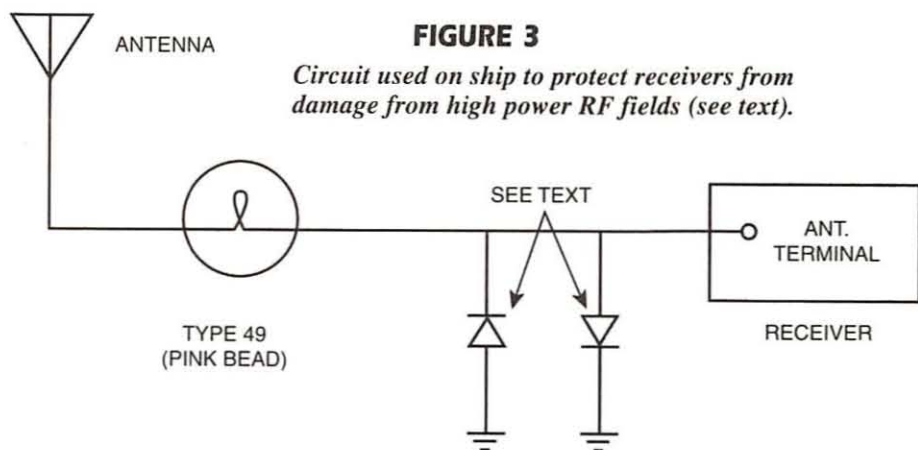 FIGURE 3
Circuit used on ship to protect receivers from
damage from high power RF fields (see text).
ANTENNA
SEE TEXT
ANT.
TERMINAL
RECEIVER
TYPE 49
(PINK BEAD)